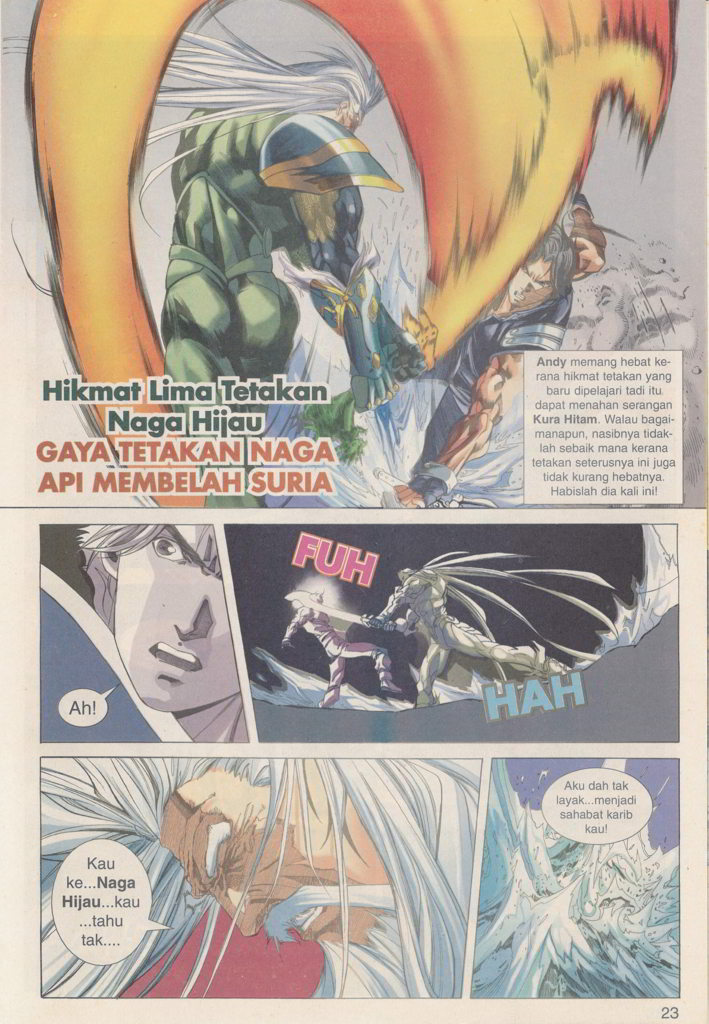 Hikmat Lima Tetakan
Naga Hijau
GAYA TETAKAN NAGA
API MEMBELAH SURIA
Andy memang hebat ke-
rana hikmat tetakan yang
baru dipelajari tadi itu
dapat menahan serangan
Kura Hitam. Walau bagai-
manapun, nasibnya tidak-
lah sebaik mana kerana
tetakan seterusnya ini juga
tidak kurang hebatnya.
Habislah dia kali ini!
Ah!
FUH
HAH
Kau
ke...Naga
Hijau...kau
...tahu
tak....
Aku dah tak
layak...menjadi
sahabat karib
kau!
23